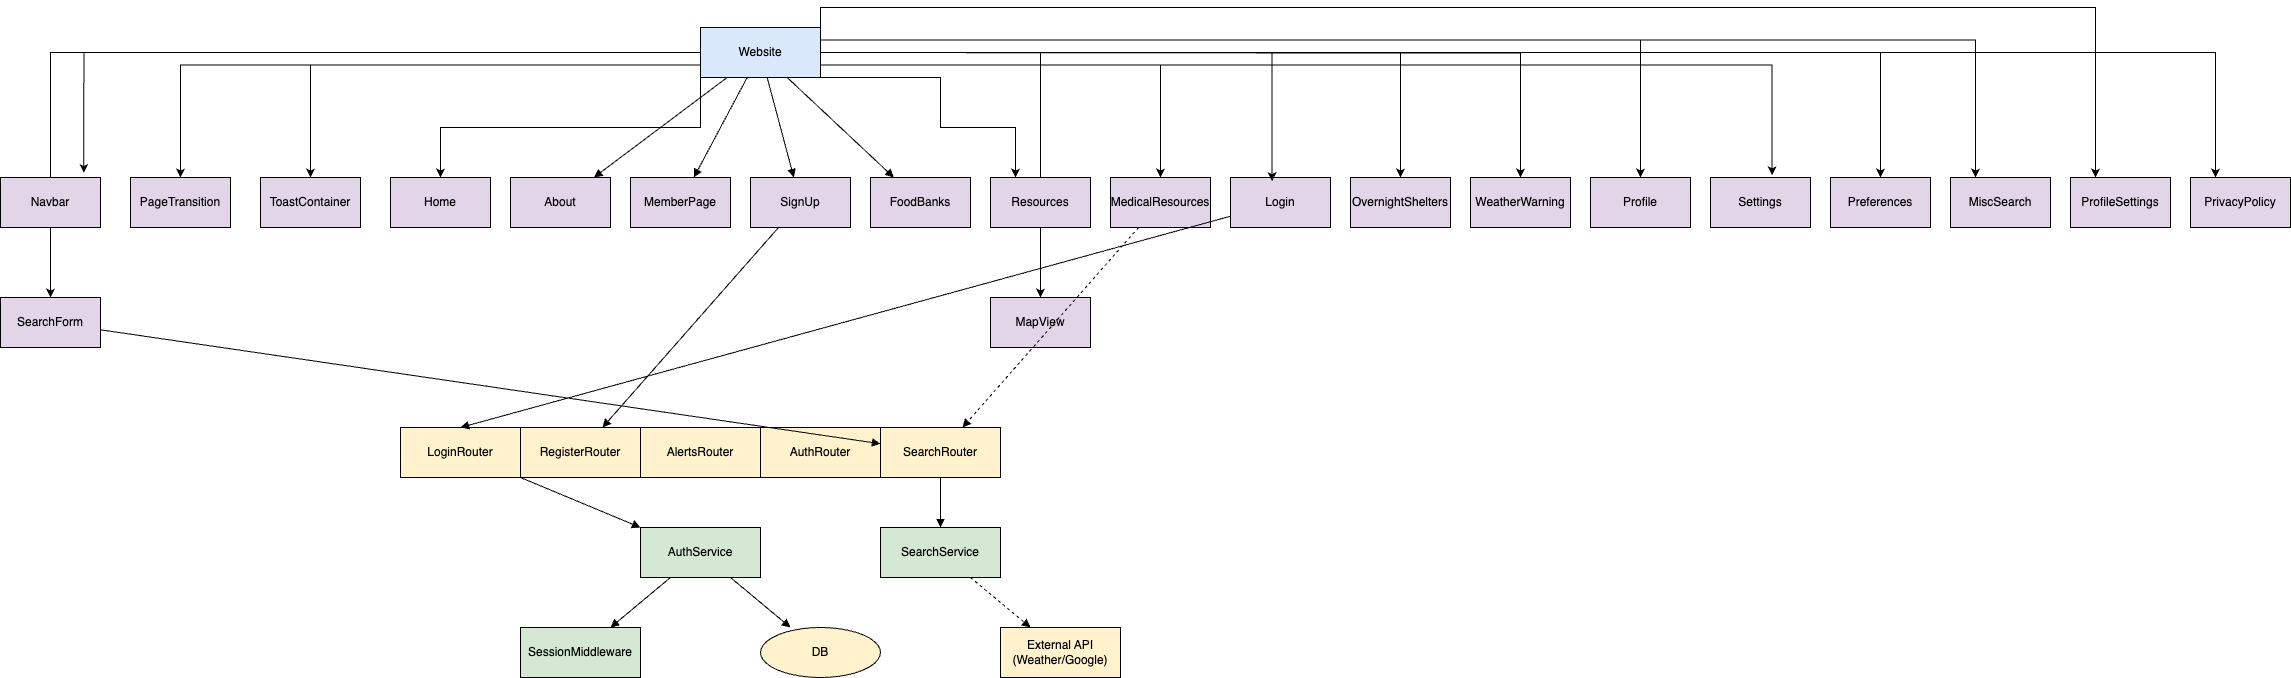 Website
Navbar
PageTransition
ToastContainer
Home
About
MemberPage
SignUp
FoodBanks
Resources
MedicalResources
Login
OvernightShelters
WeatherWarning
Profile
Settings
Preferences
MiscSearch
ProfileSettings
PrivacyPolicy
SearchForm
MapView
LoginRouter
RegisterRouter
AlertsRouter
AuthRouter
SearchRouter
AuthService
SearchService
SessionMiddleware
DB
External API
(Weather/Google)